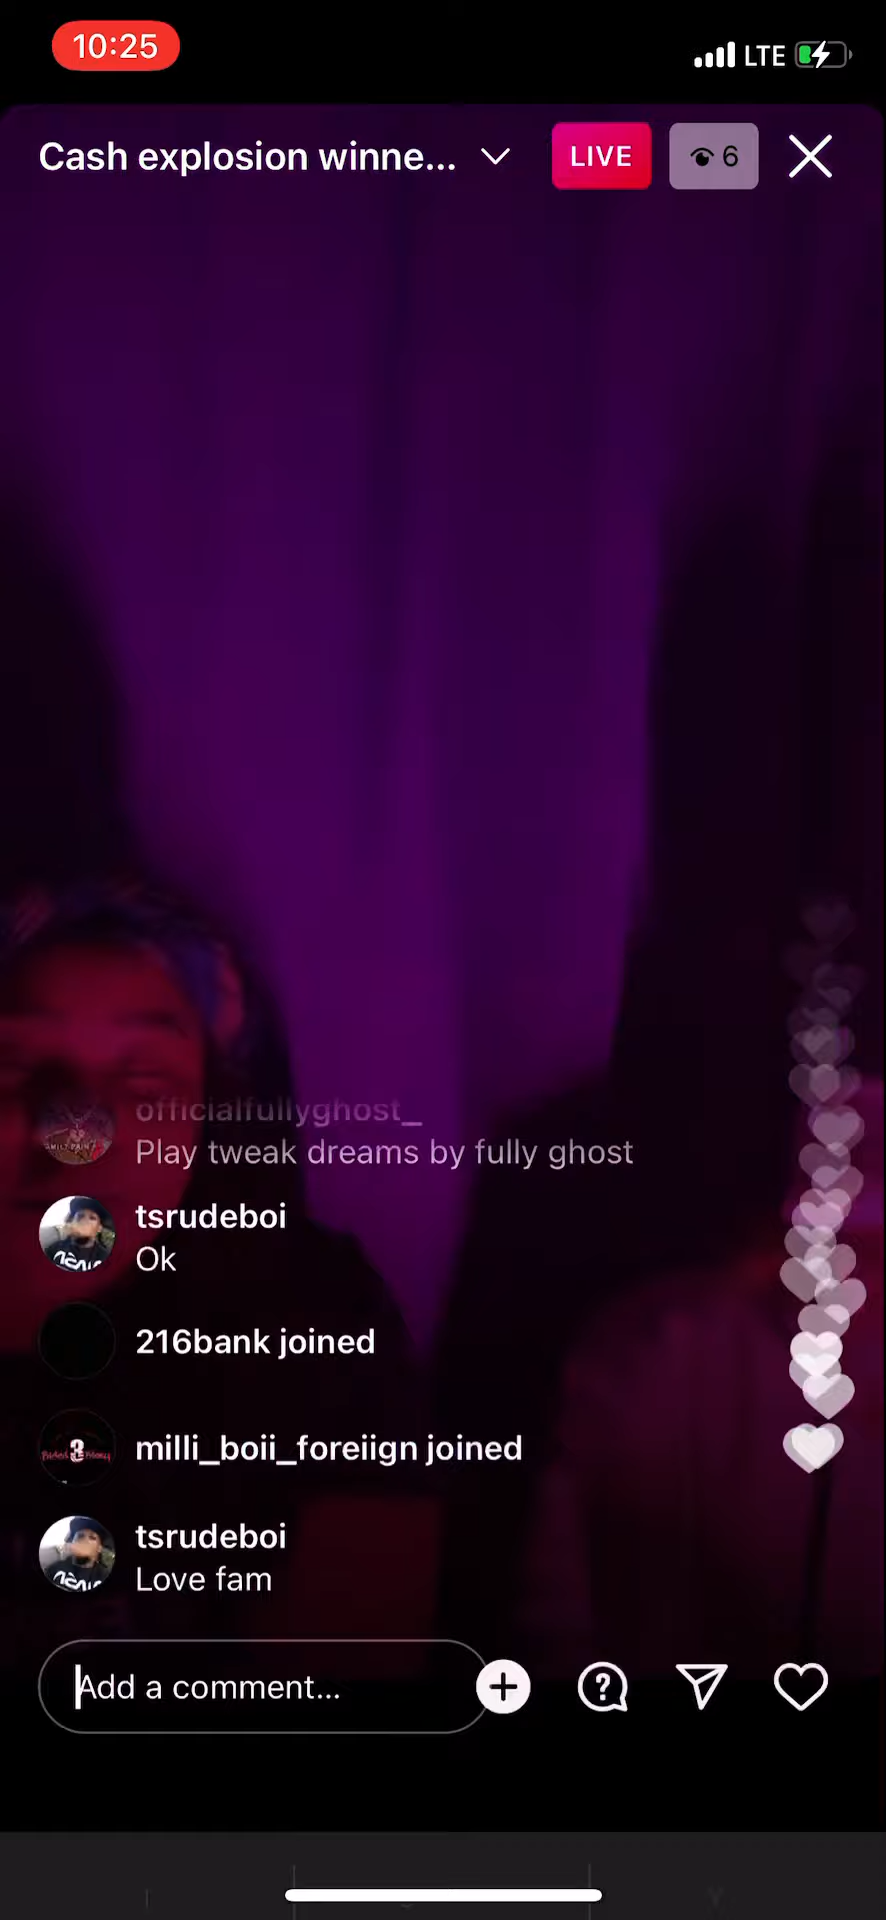 10:25
LTE
Cash explosion winne...
LIVE
6
officialfullyghost_
Play tweak dreams by fully ghost
tsrudeboi
Ok
216bank joined
milli_boii_foreiign joined
tsrudeboi
Love fam
Add a comment...